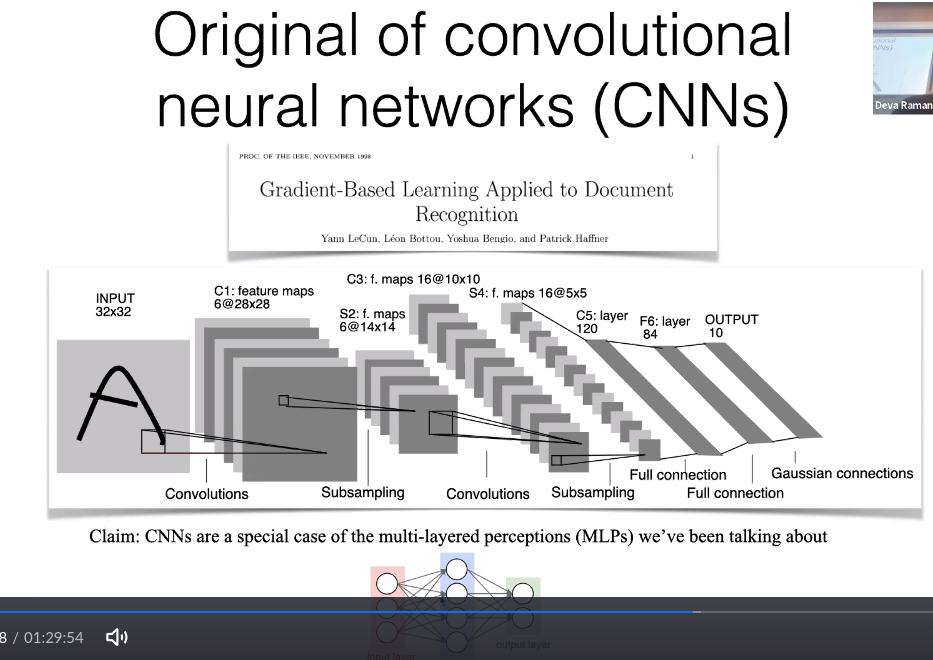 Original of convolutional
neural networks (CNNs)
Deva Raman
PROC. OF THE IEEE, NOVEMBER 1998
1
Gradient-Based Learning Applied to Document
Recognition
Yann LeCun, Léon Bottou, Yoshua Bengio, and Patrick Haffner
INPUT
32x32
C1: feature maps
6@28x28
S2: f. maps
6@14x14
C3: f. maps 16@10x10
S4: f. maps 16@5x5
C5: layer
120
F6: layer
84
OUTPUT
10
Convolutions
Subsampling
Convolutions
Subsampling
Full connection
Full connection
Gaussian connections
Claim: CNNs are a special case of the multi-layered perceptions (MLPs) we've been talking about
input layer
output layer
8 / 01:29:54